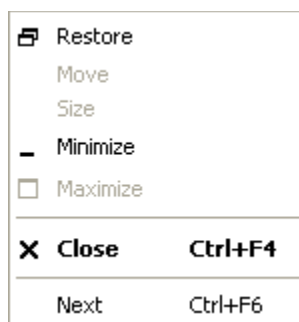 Restore
Move
Size
Minimize
Maximize
Close Ctrl+F4
Next Ctrl+F6